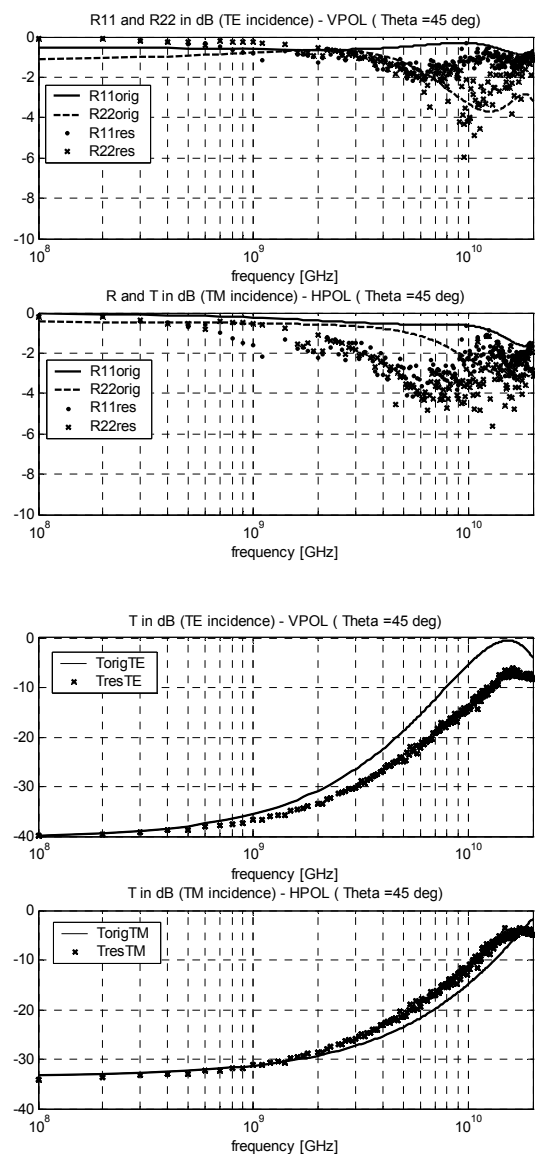 R11 and R22 in dB (TE incidence) - VPOL ( Theta =45 deg)
0
-2
-4
-6
-8
-10
R11orig
R22orig
R11res
R22res
10^8
10^9
10^10
frequency [GHz]
R and T in dB (TM incidence) - HPOL ( Theta =45 deg)
0
-2
-4
-6
-8
-10
R11orig
R22orig
R11res
R22res
10^8
10^9
10^10
frequency [GHz]
T in dB (TE incidence) - VPOL ( Theta =45 deg)
0
-10
-20
-30
-40
TorigTE
TresTE
10^8
10^9
10^10
frequency [GHz]
T in dB (TM incidence) - HPOL ( Theta =45 deg)
0
-10
-20
-30
-40
TorigTM
TresTM
10^8
10^9
10^10
frequency [GHz]